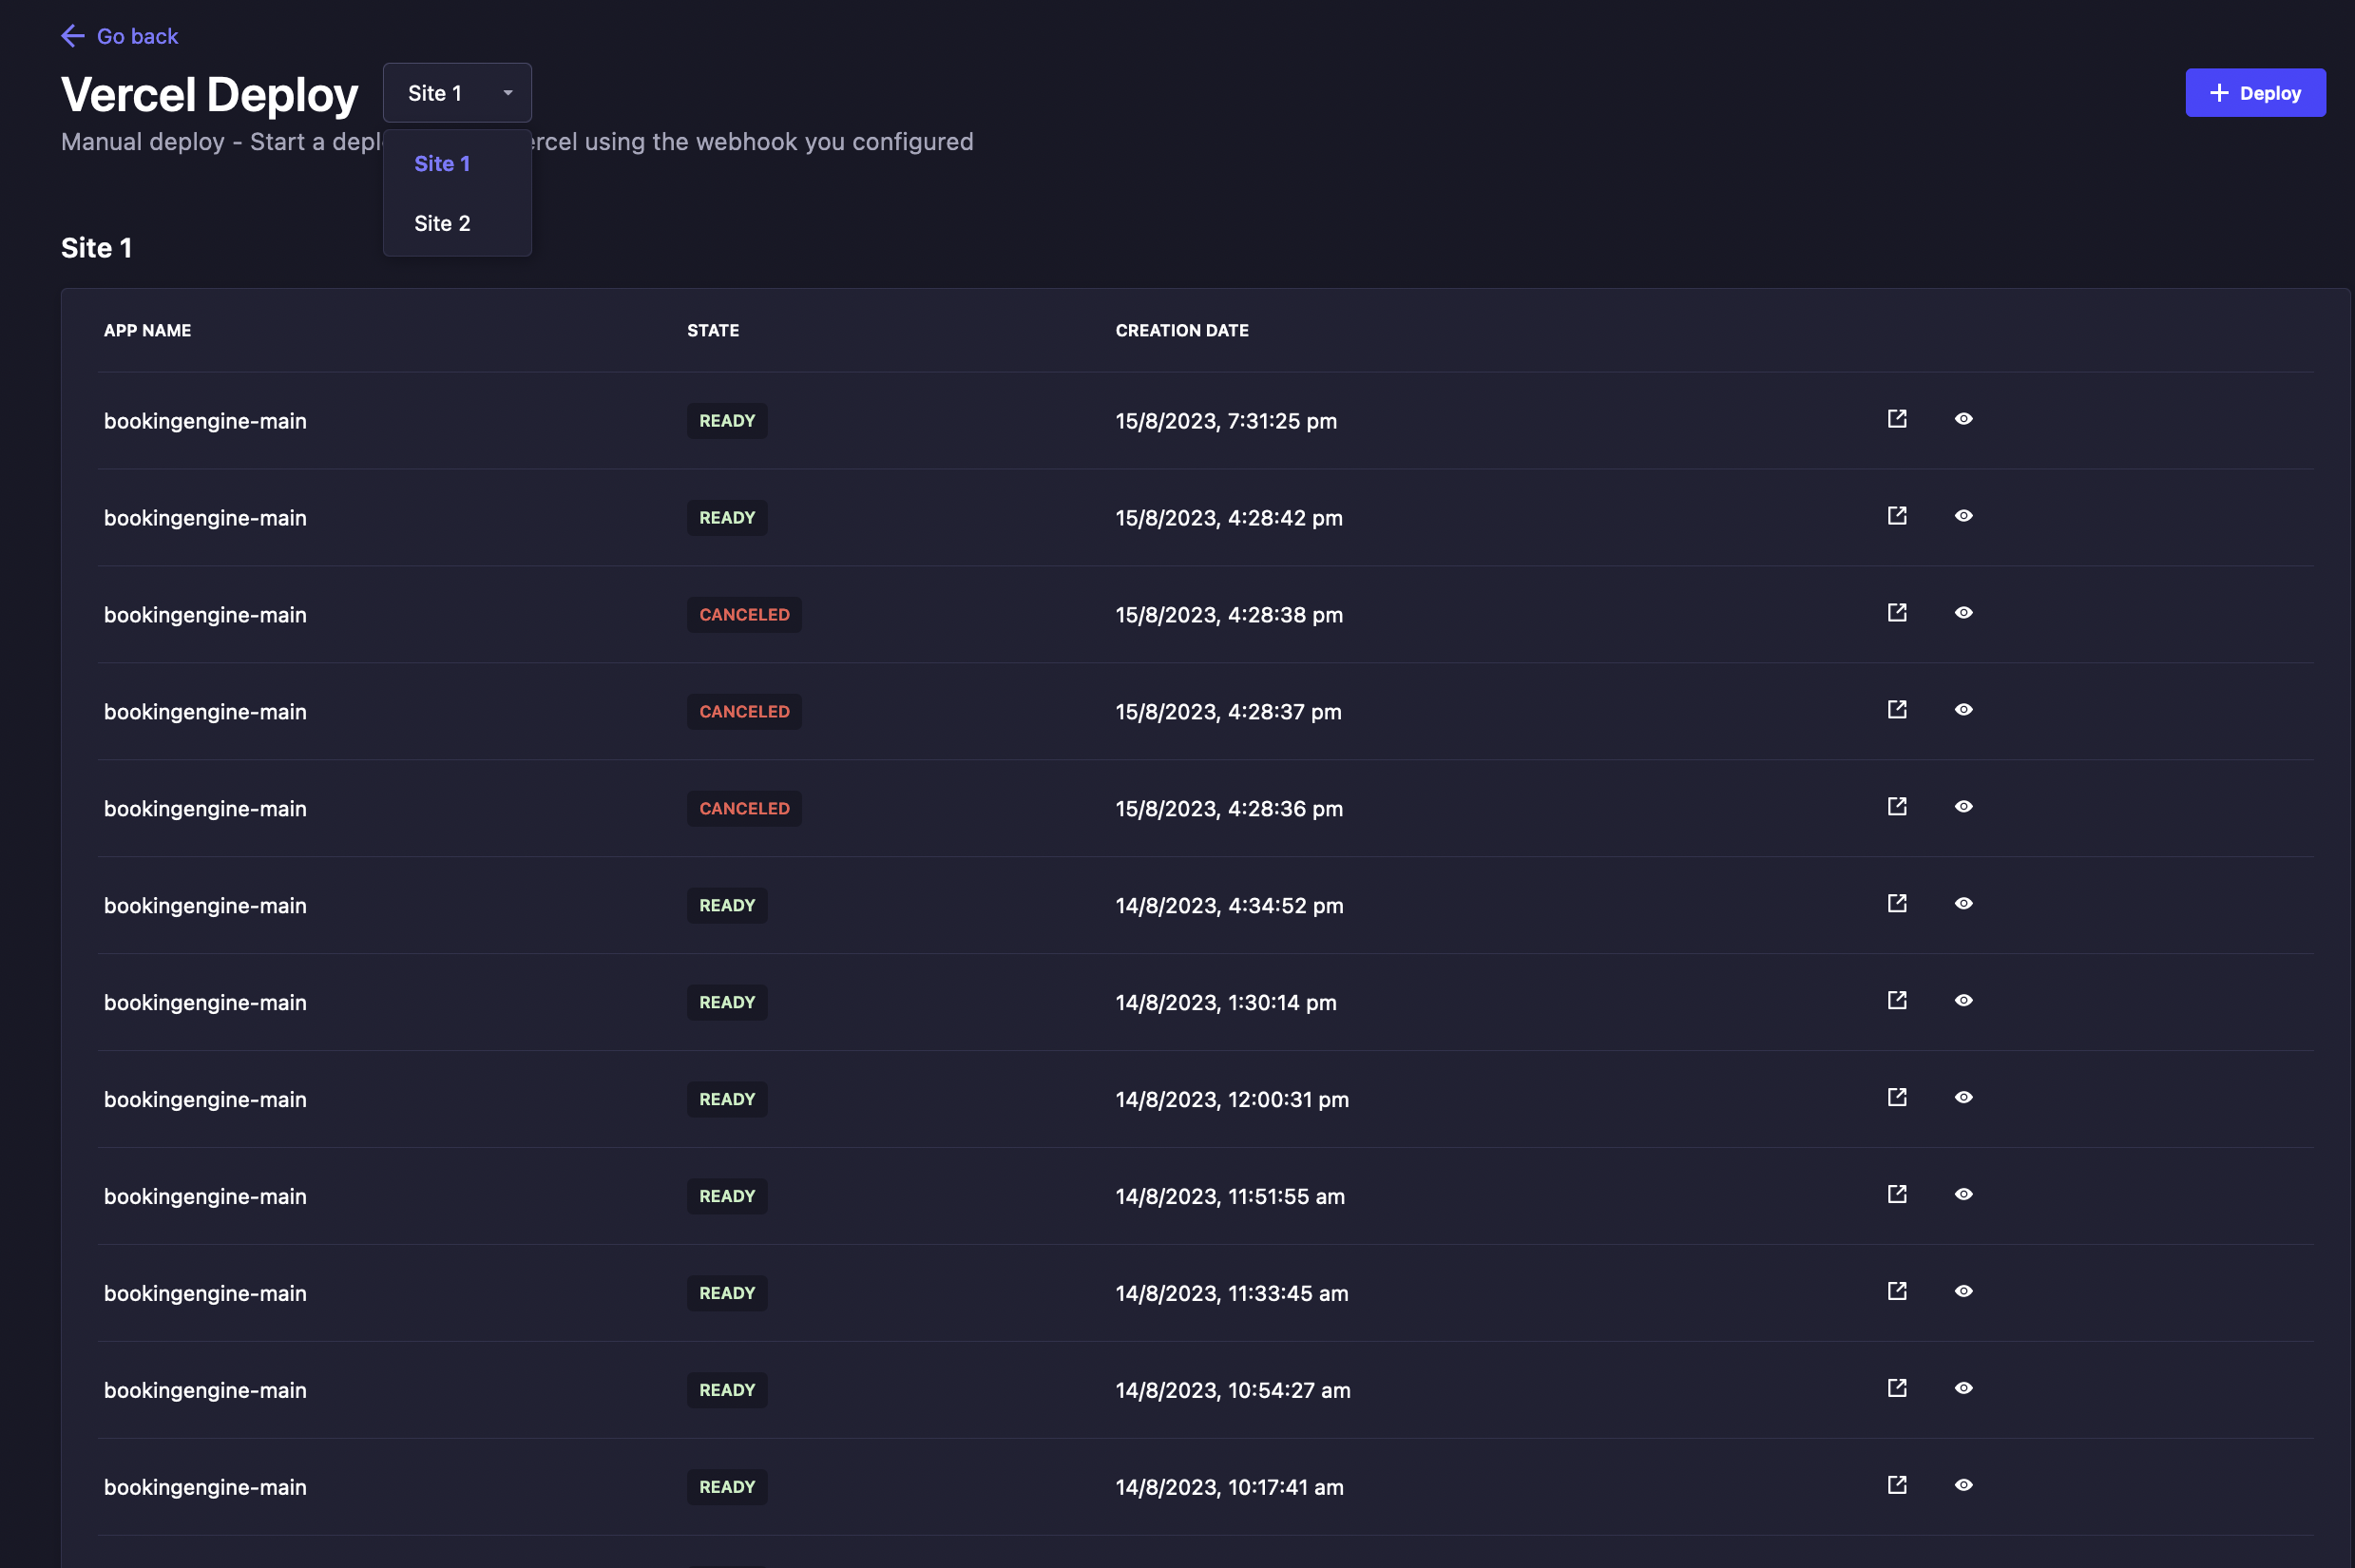 Go back
Vercel Deploy
Site 1
Manual deploy - Start a using the webhook you configured
Site 1
Site 2
Site 1
APP NAME STATE CREATION DATE
bookingengine-main READY 15/8/2023, 7:31:25 pm
bookingengine-main READY 15/8/2023, 4:28:42 pm
bookingengine-main CANCELED 15/8/2023, 4:28:38 pm
bookingengine-main CANCELED 15/8/2023, 4:28:37 pm
bookingengine-main CANCELED 15/8/2023, 4:28:36 pm
bookingengine-main READY 14/8/2023, 4:34:52 pm
bookingengine-main READY 14/8/2023, 1:30:14 pm
bookingengine-main READY 14/8/2023, 12:00:31 pm
bookingengine-main READY 14/8/2023, 11:51:55 am
bookingengine-main READY 14/8/2023, 11:33:45 am
bookingengine-main READY 14/8/2023, 10:54:27 am
bookingengine-main READY 14/8/2023, 10:17:41 am
Deploy